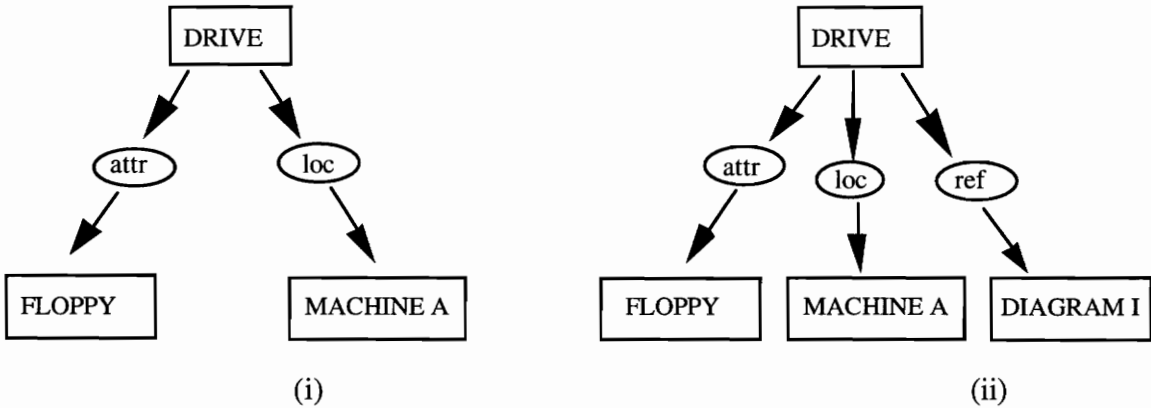 DRIVE
attr
loc
FLOPPY
MACHINE A
(i)
DRIVE
attr
loc
ref
FLOPPY
MACHINE A
DIAGRAM I
(ii)